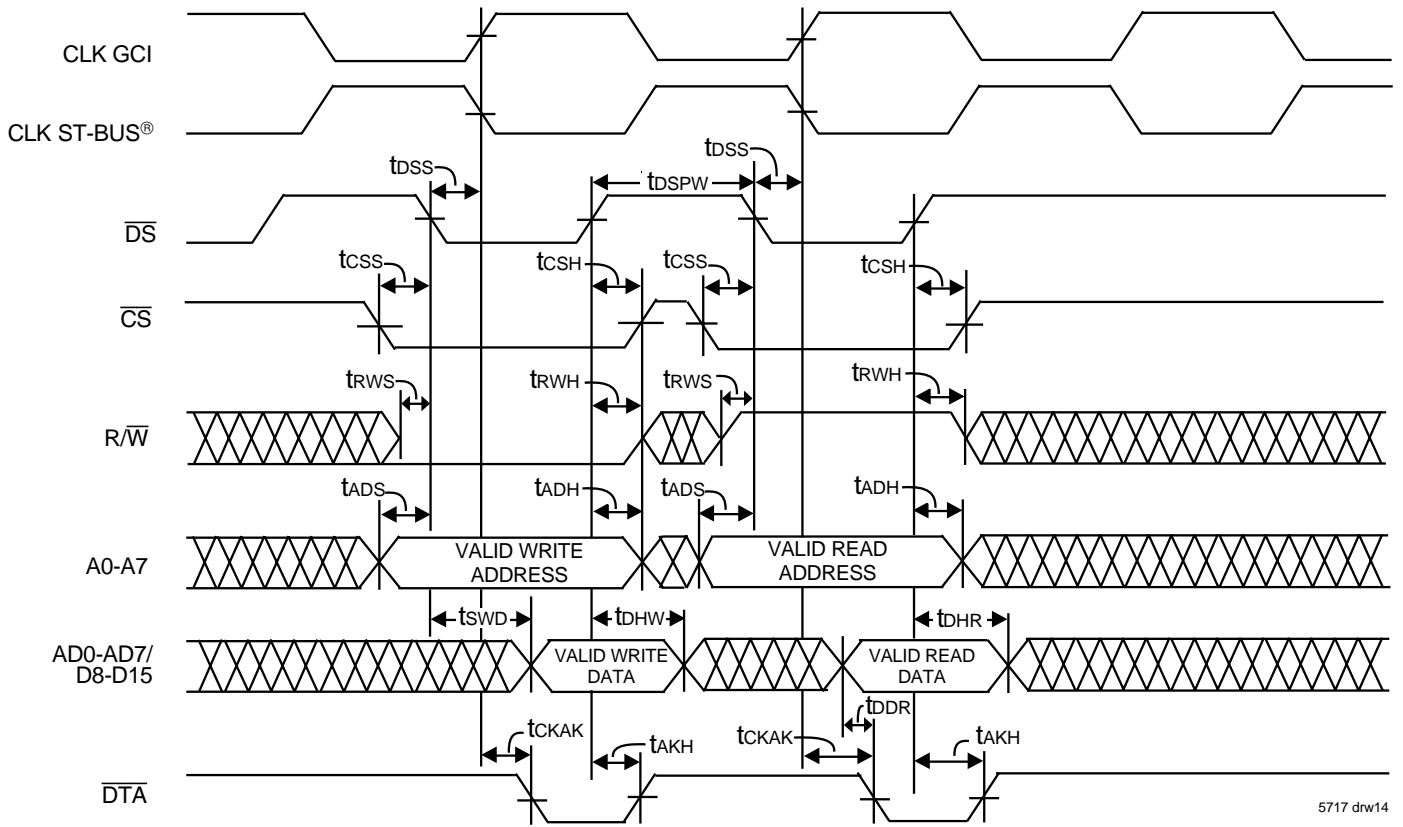 CLK GCI
CLK ST-BUS®
tDSS
tDSS
tDSPW
DS
tCSS
tCSH
tCSS
tCSH
CS
tRWS
tRWH
tRWS
tRWH
R/W
tADS
tADH
tADS
tADH
A0-A7
VALID WRITE
ADDRESS
VALID READ
ADDRESS
tSWD
tDHW
tDHR
AD0-AD7/
D8-D15
VALID WRITE
DATA
VALID READ
DATA
tDDR
tCKAK
tAKH
tCKAK
tAKH
DTA
5717 drw14